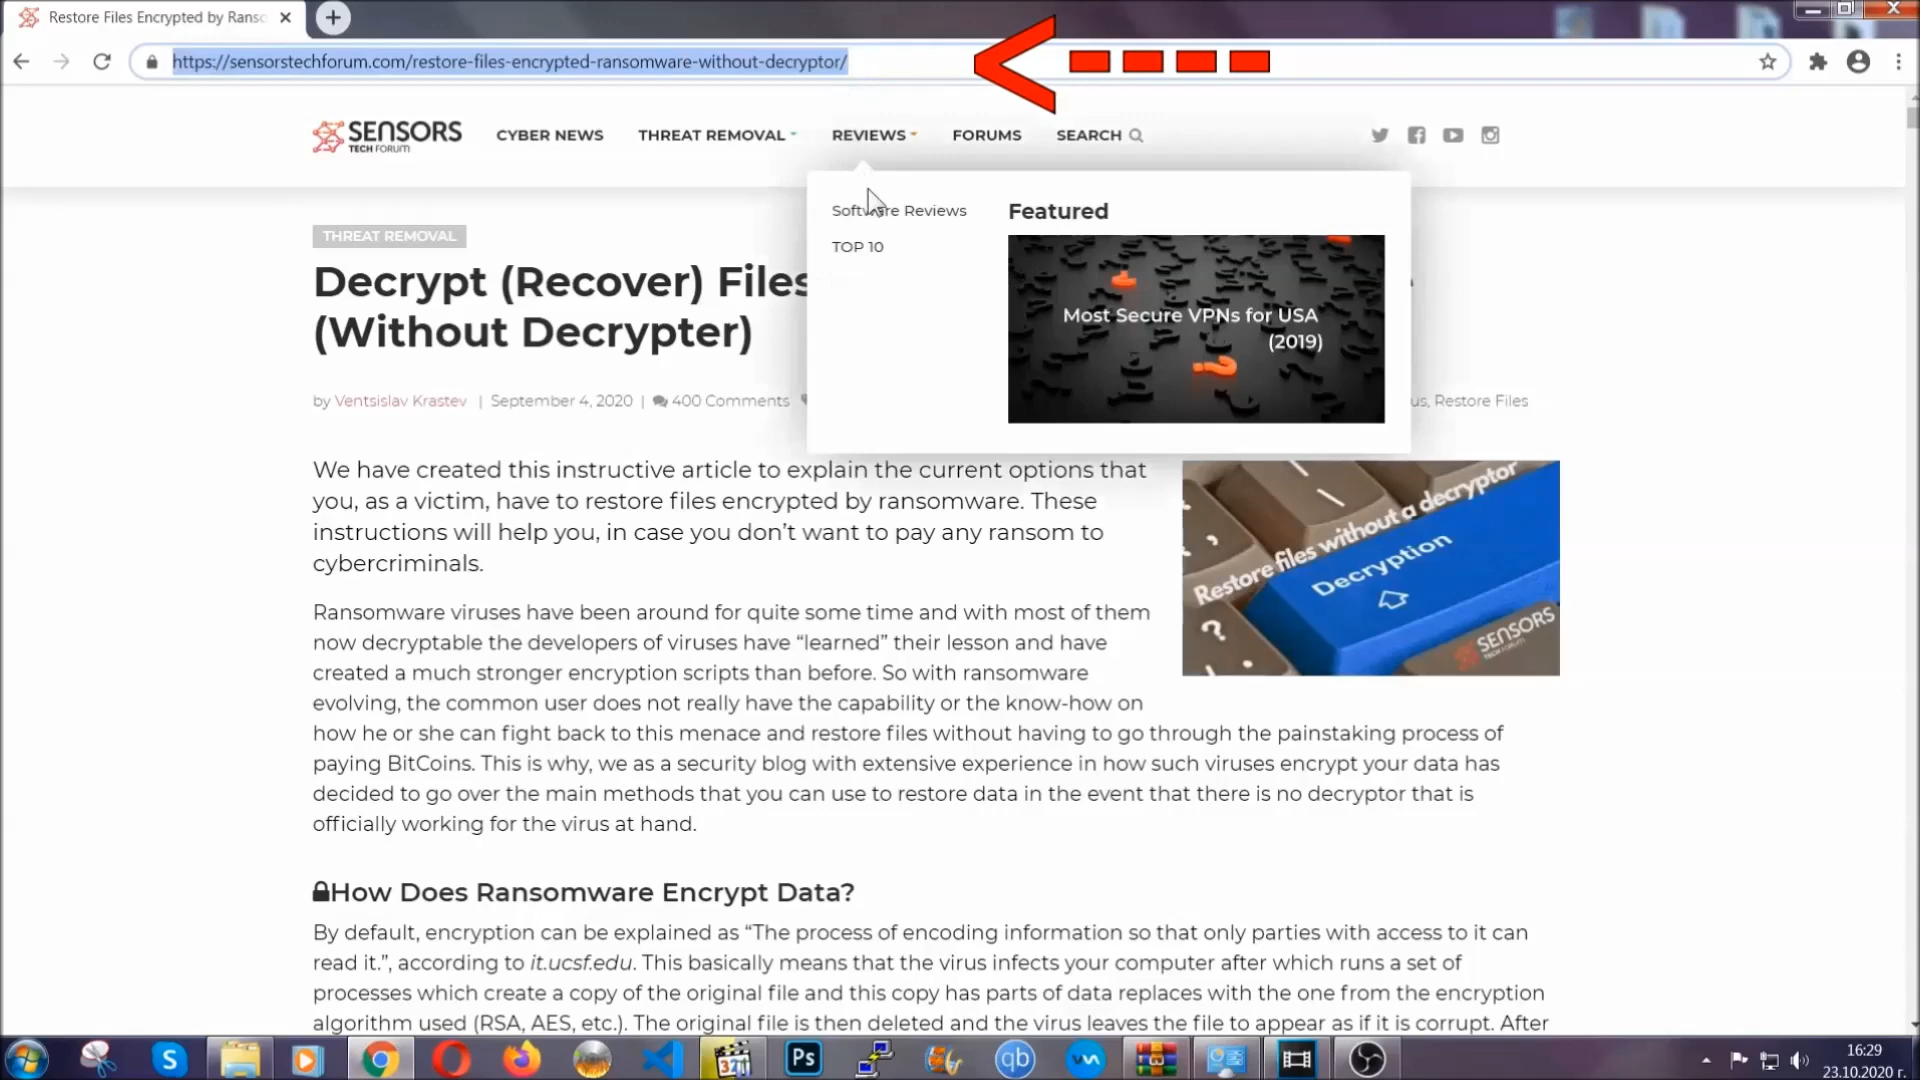 Restore Files Encrypted by Ranso
https://sensorstechforum.com/restore-files-encrypted-ransomware-without-decryptor/
SENSORS
TECH FORUM
CYBER NEWS THREAT REMOVAL REVIEWS FORUMS SEARCH
Software Reviews
TOP 10
Featured
Most Secure VPNs for USA
(2019)
THREAT REMOVAL
Decrypt (Recover) Files
(Without Decrypter)
by Ventsislav Krastev | September 4, 2020 | 400 Comments
us, Restore Files
We have created this instructive article to explain the current options that
you, as a victim, have to restore files encrypted by ransomware. These
instructions will help you, in case you don’t want to pay any ransom to
cybercriminals.
Restore files without a decryptor
Decryption
SENSORS
TECH FORUM
Ransomware viruses have been around for quite some time and with most of them
now decryptable the developers of viruses have “learned” their lesson and have
created a much stronger encryption scripts than before. So with ransomware
evolving, the common user does not really have the capability or the know-how on
how he or she can fight back to this menace and restore files without having to go through the painstaking process of
paying BitCoins. This is why, we as a security blog with extensive experience in how such viruses encrypt your data has
decided to go over the main methods that you can use to restore data in the event that there is no decryptor that is
officially working for the virus at hand.
How Does Ransomware Encrypt Data?
By default, encryption can be explained as “The process of encoding information so that only parties with access to it can
read it.”, according to it.ucsf.edu. This basically means that the virus infects your computer after which runs a set of
processes which create a copy of the original file and this copy has parts of data replaces with the one from the encryption
algorithm used (RSA, AES, etc.). The original file is then deleted and the virus leaves the file to appear as if it is corrupt. After
S
321
Ps
qb
16:29
23.10.2020 г.